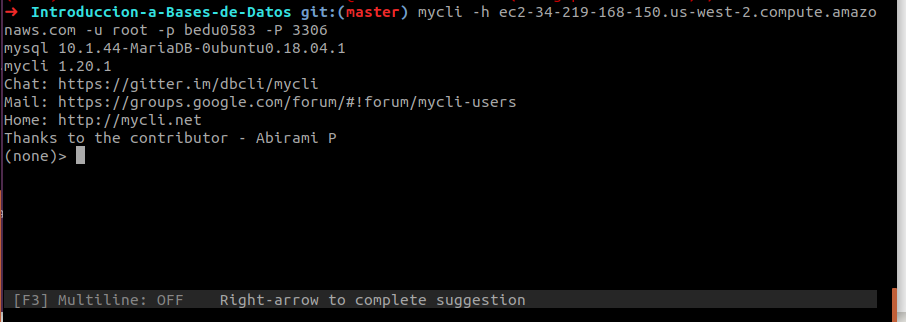 ➜  Introduccion-a-Bases-de-Datos git:(master) mycli -h ec2-34-219-168-150.us-west-2.compute.amazo
naws.com -u root -p bedu0583 -P 3306
mysql 10.1.44-MariaDB-0ubuntu0.18.04.1
mycli 1.20.1
Chat: https://gitter.im/dbcli/mycli
Mail: https://groups.google.com/forum/#!forum/mycli-users
Home: http://mycli.net
Thanks to the contributor - Abirami P
(none)>
[F3] Multiline: OFF    Right-arrow to complete suggestion